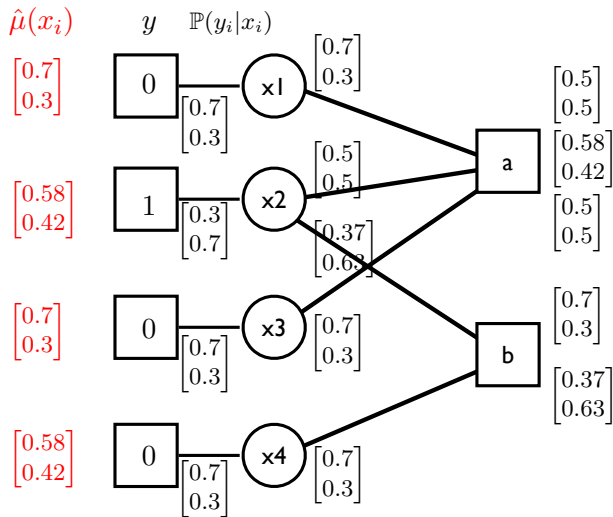 μ̂(x_i) y ℙ(y_i|x_i)
[0.7 0.3] 0 [0.7 0.3] x1 [0.7 0.3]
[0.5 0.5]
[0.58 0.42]
[0.5 0.5]
a
[0.58 0.42] 1 [0.3 0.7] x2 [0.5 0.5]
[0.37 0.63]
[0.7 0.3] 0 [0.7 0.3] x3 [0.7 0.3]
[0.7 0.3]
b
[0.37 0.63]
[0.58 0.42] 0 [0.7 0.3] x4 [0.7 0.3]